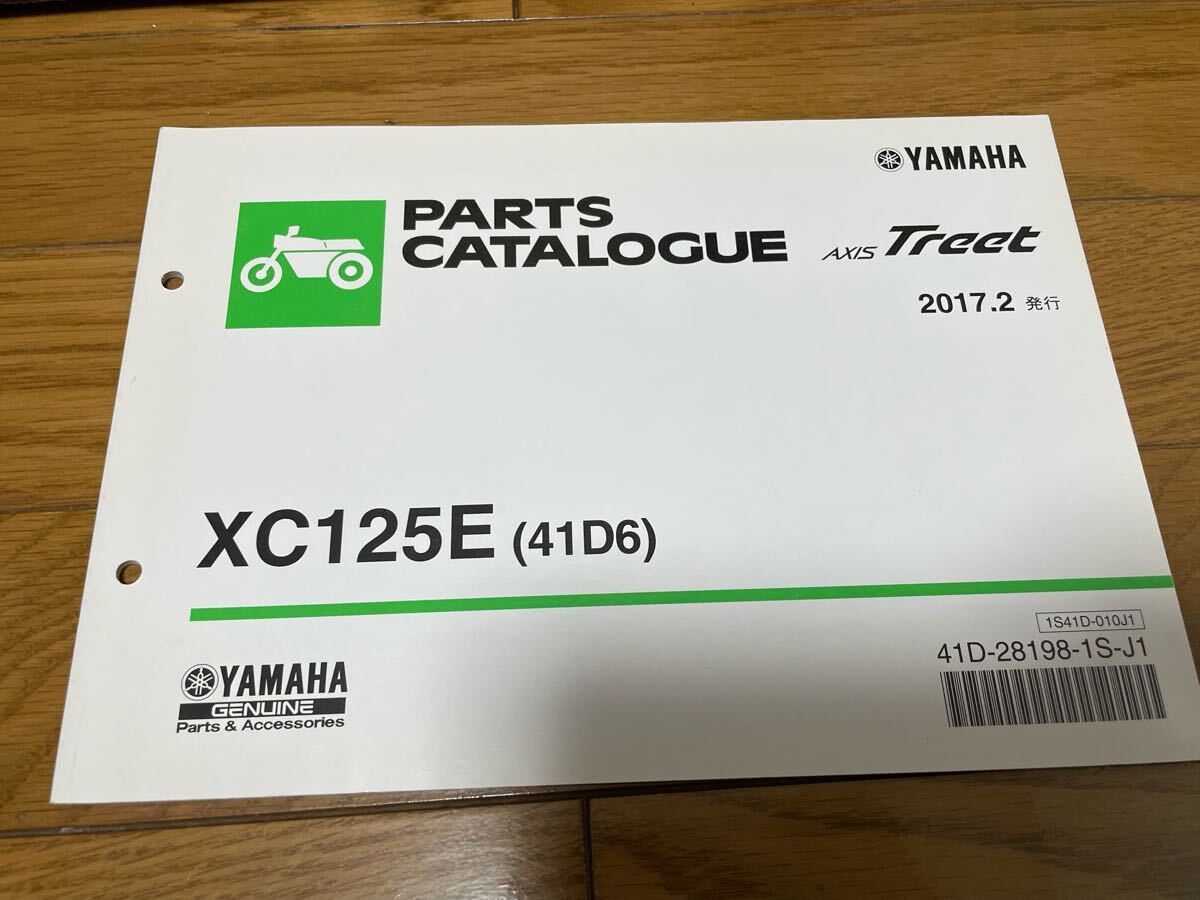 YAMAHA
PARTS
CATALOGUE
AXIS Treet
2017.2 発行
XC125E (41D6)
1S41D-010J1
41D-28198-1S-J1
YAMAHA
GENUINE
Parts & Accessories